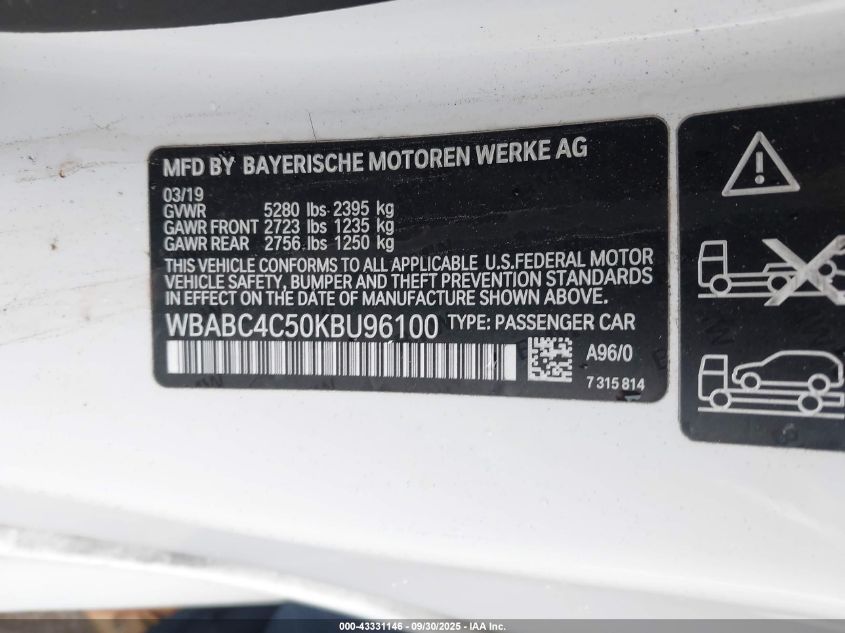 MFD BY BAYERISCHE MOTOREN WERKE AG
03/19
GVWR 5280 lbs 2395 kg
GAWR FRONT 2723 lbs 1235 kg
GAWR REAR 2756 lbs 1250 kg
THIS VEHICLE CONFORMS TO ALL APPLICABLE U.S.FEDERAL MOTOR
VEHICLE SAFETY, BUMPER AND THEFT PREVENTION STANDARDS
IN EFFECT ON THE DATE OF MANUFACTURE SHOWN ABOVE.
WBABC4C50KBU96100 TYPE: PASSENGER CAR
A96/0
7 315 814
000-43331146 - 09/30/2025 - IAA Inc.